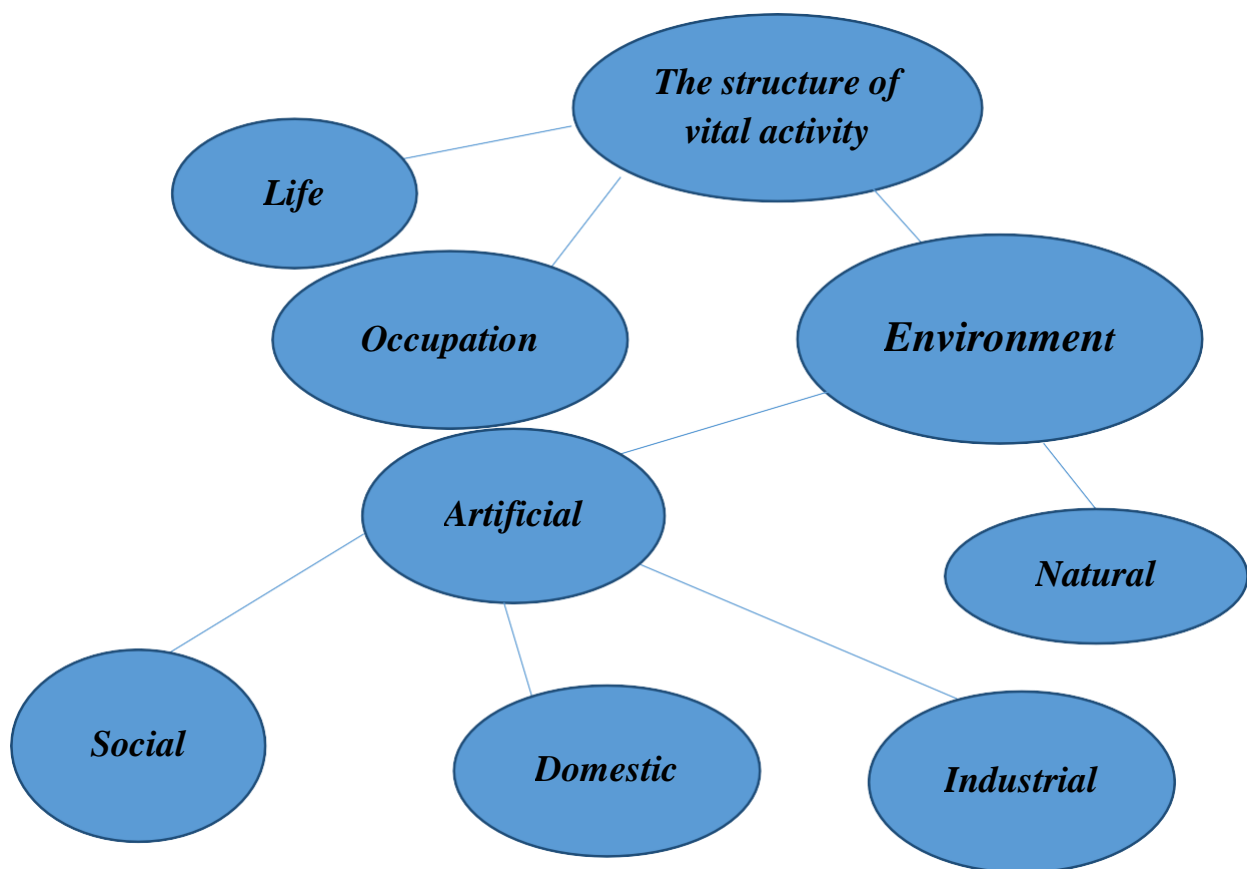 The structure of
vital activity
Life
Occupation
Environment
Artificial
Natural
Social
Domestic
Industrial